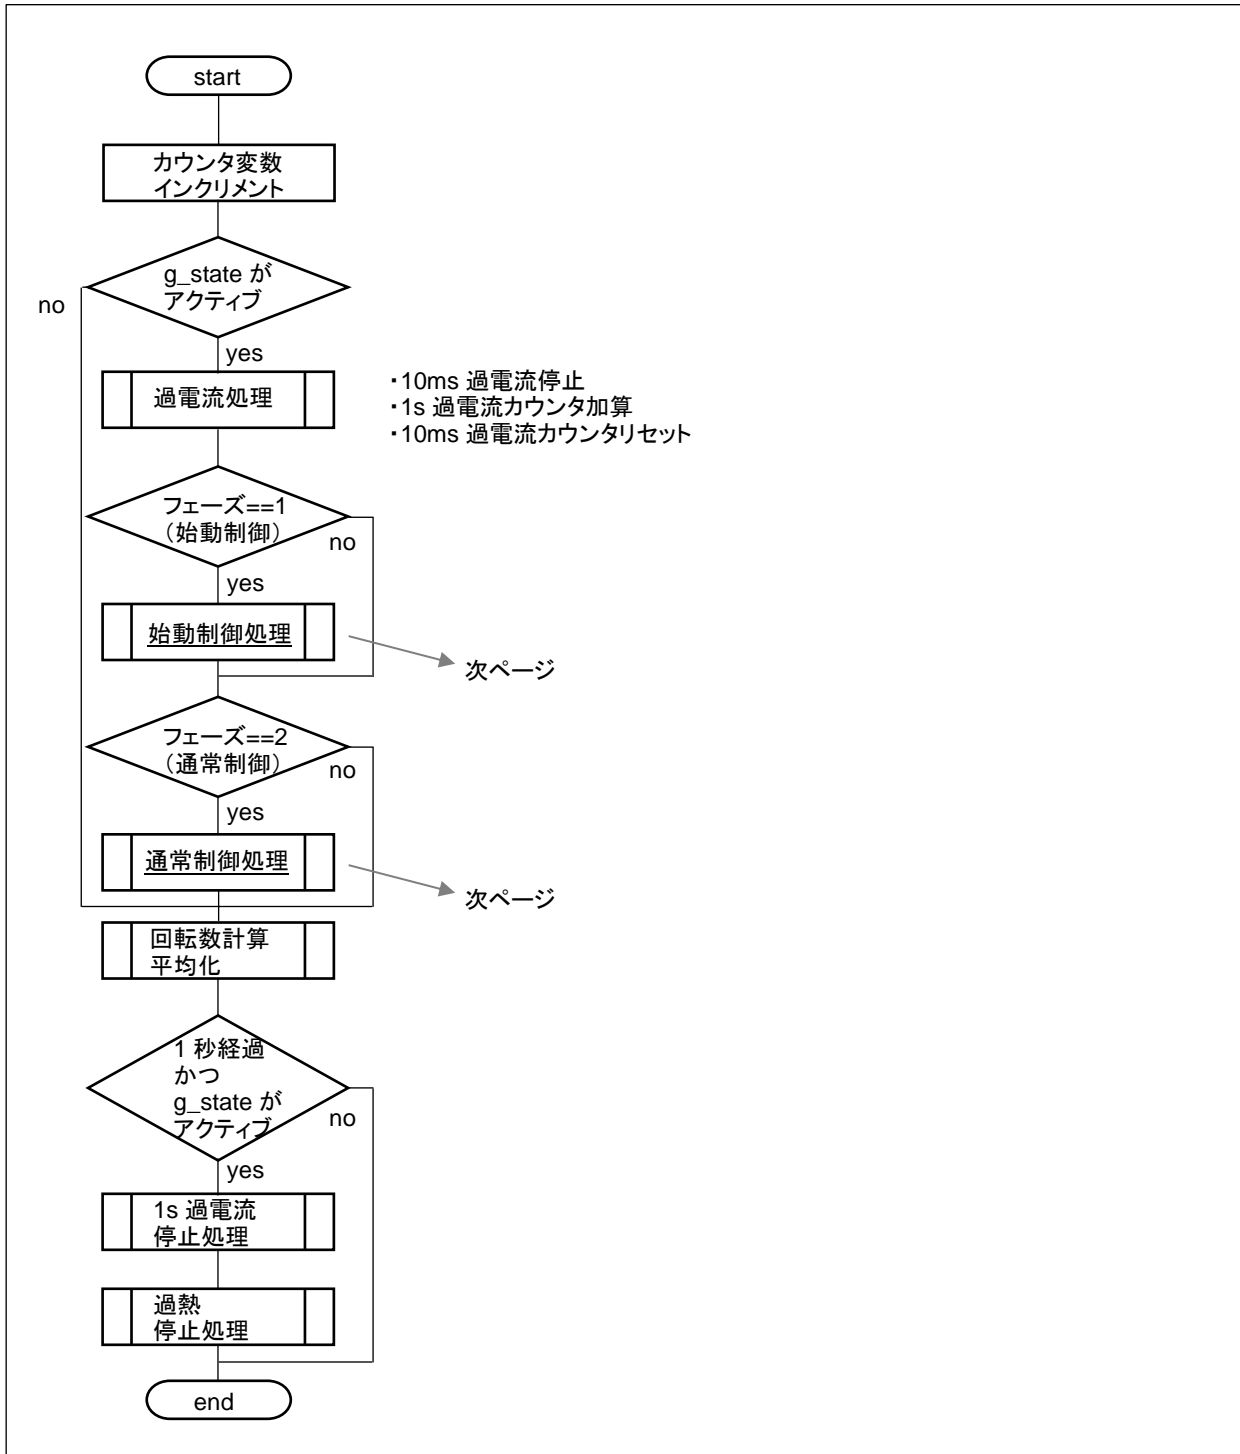 start
カウンタ変数
インクリメント
g_state が
アクティブ
no
yes
過電流処理
・10ms 過電流停止
・1s 過電流カウンタ加算
・10ms 過電流カウンタリセット
フェーズ==1
（始動制御）
no
yes
始動制御処理
次ページ
フェーズ==2
（通常制御）
no
yes
通常制御処理
次ページ
回転数計算
平均化
1 秒経過
かつ
g_state が
アクティブ
no
yes
1s 過電流
停止処理
過熱
停止処理
end